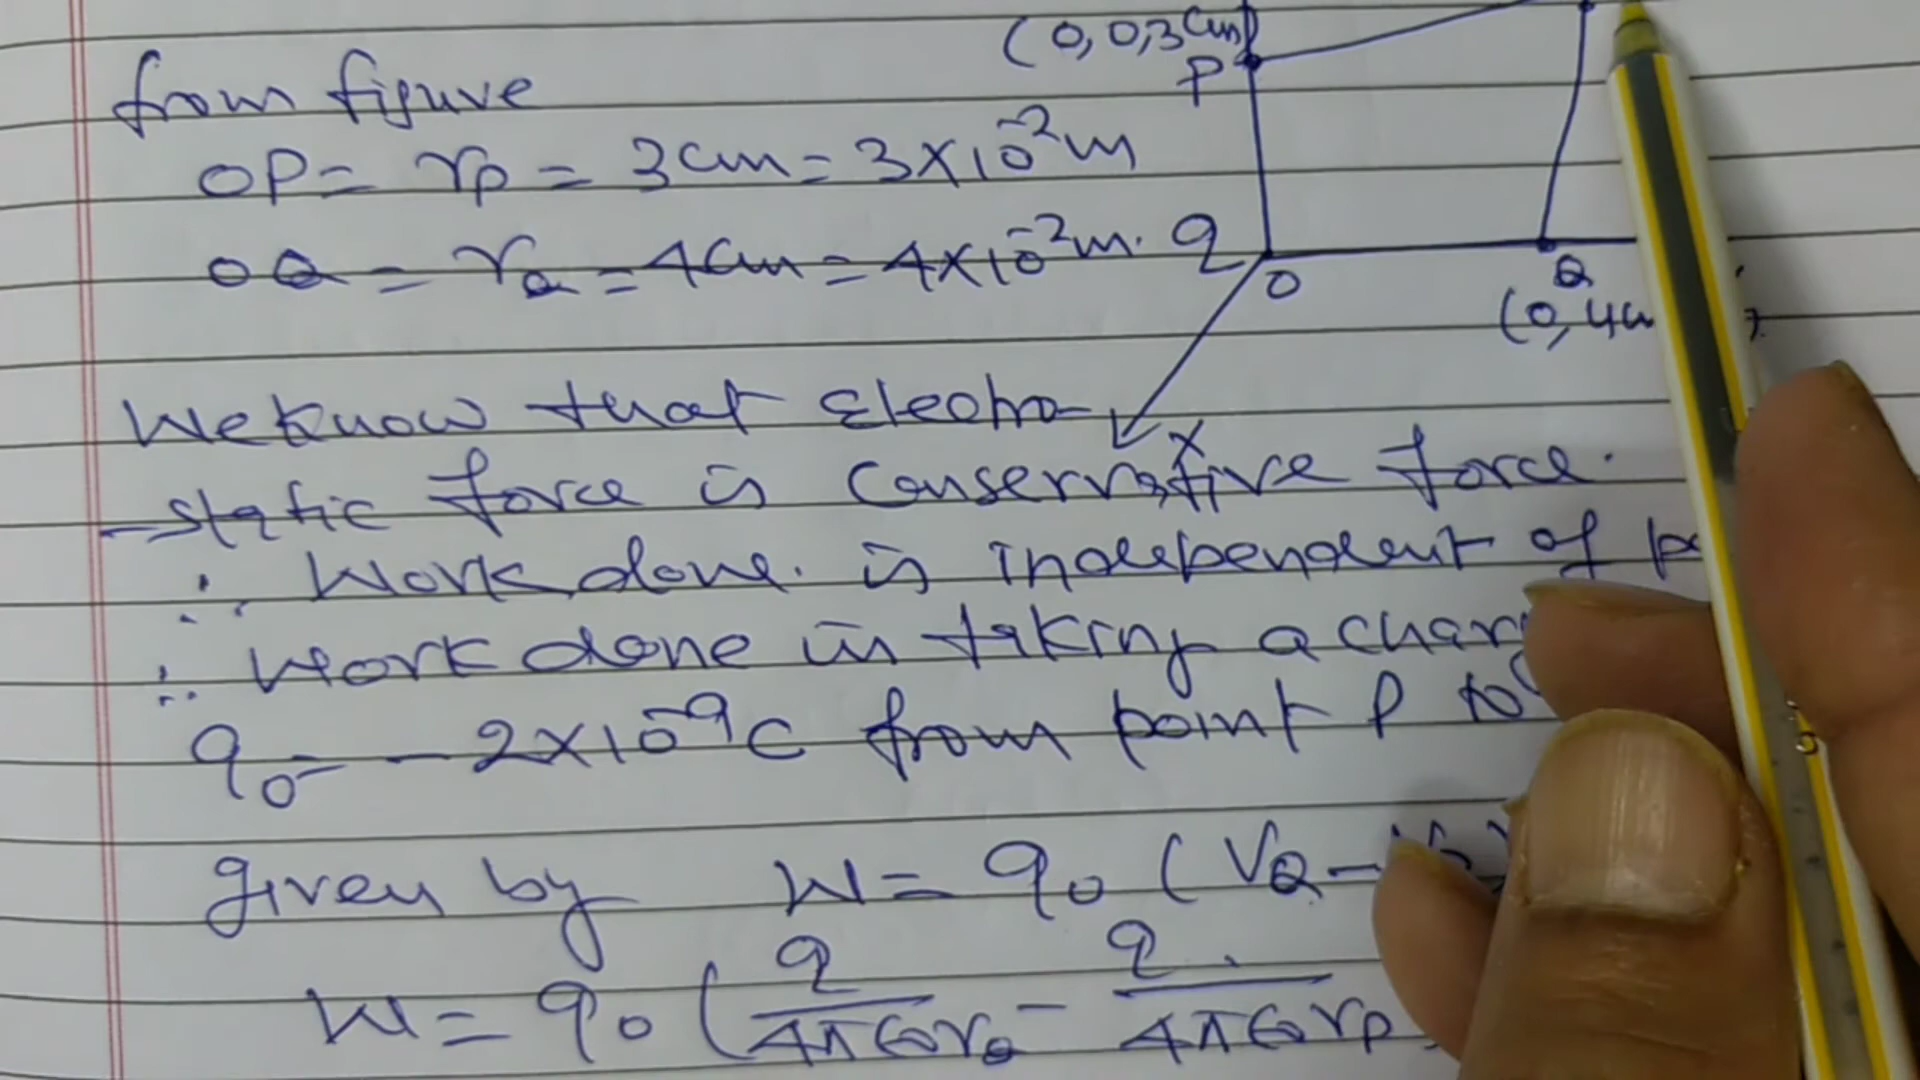 (0,0,3cm)
from figure
P
OP = rp = 3cm = 3×10⁻²m
OQ = rQ = 4cm = 4×10⁻²m. q
O
Q
(0,4c
We know that Electro
X
-static force is conservative force.
∴ Work done. is independent of
∴ Work done in taking a char
q₀ = - 2×10⁻⁹C from point P to
given by W = q₀ (VQ -
W = q₀ ( q/4πε₀rQ - q/4πε₀rp